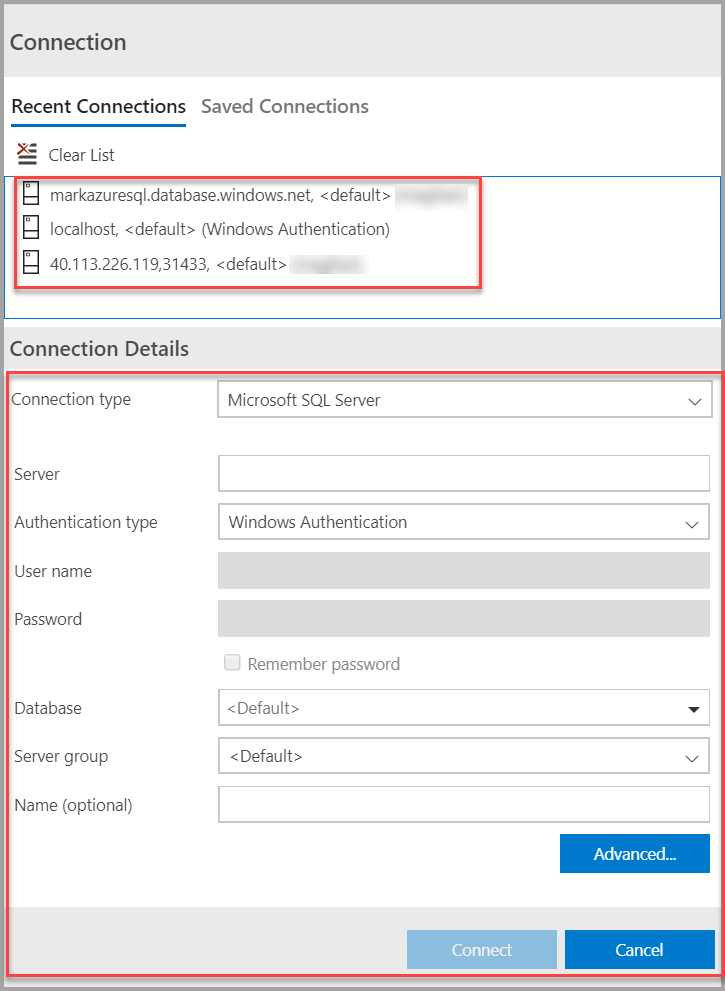 Connection
Recent Connections Saved Connections
Clear List
markazuresql.database.windows.net, <default>
localhost, <default> (Windows Authentication)
40.113.226.119,31433, <default>
Connection Details
Connection type Microsoft SQL Server
Server
Authentication type Windows Authentication
User name
Password
Remember password
Database <Default>
Server group <Default>
Name (optional)
Advanced...
Connect Cancel